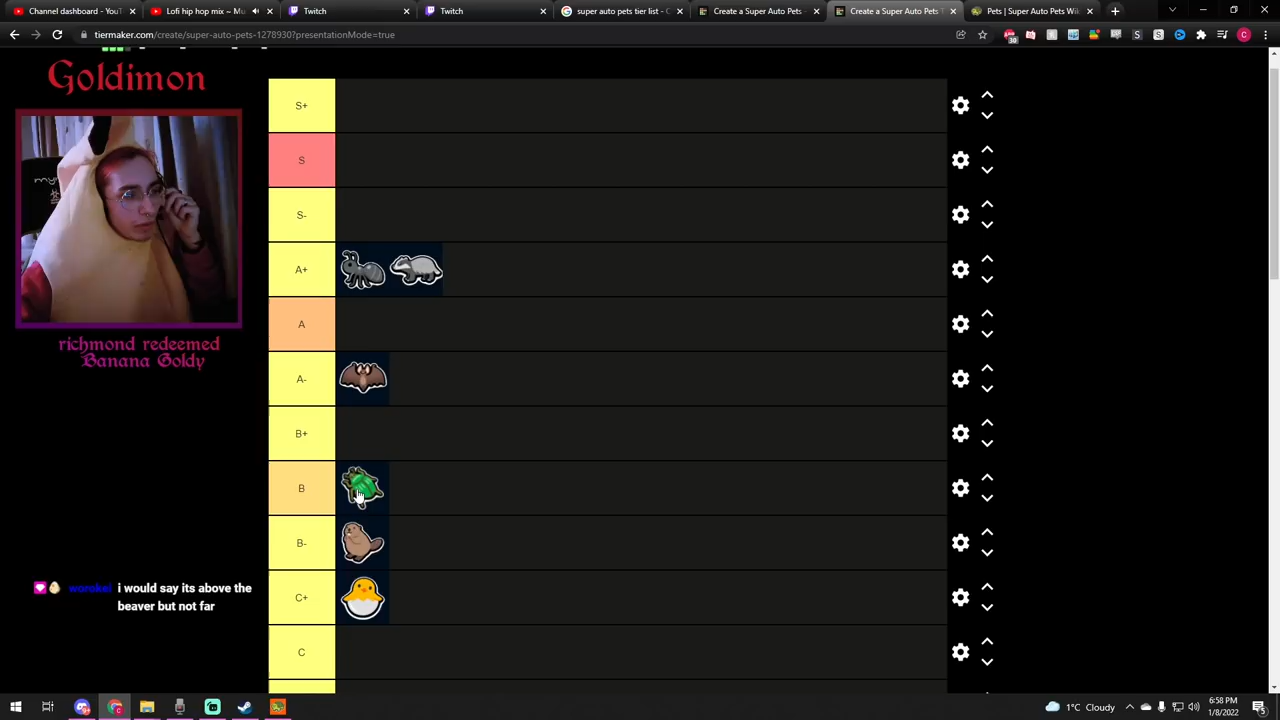 Channel dashboard - YouT
Lofi hip hop mix ~ Mu
Twitch
Twitch
super auto pets tier list - G
Create a Super Auto Pets
Create a Super Auto Pets T
Pets | Super Auto Pets Wik
tiermaker.com/create/super-auto-pets-1278930?presentationMode=true
Goldimon
richmond redeemed
Banana Goldy
worokei i would say its above the
beaver but not far
S+
S
S-
A+
A
A-
B+
B
B-
C+
C
1°C Cloudy
6:58 PM
1/8/2022